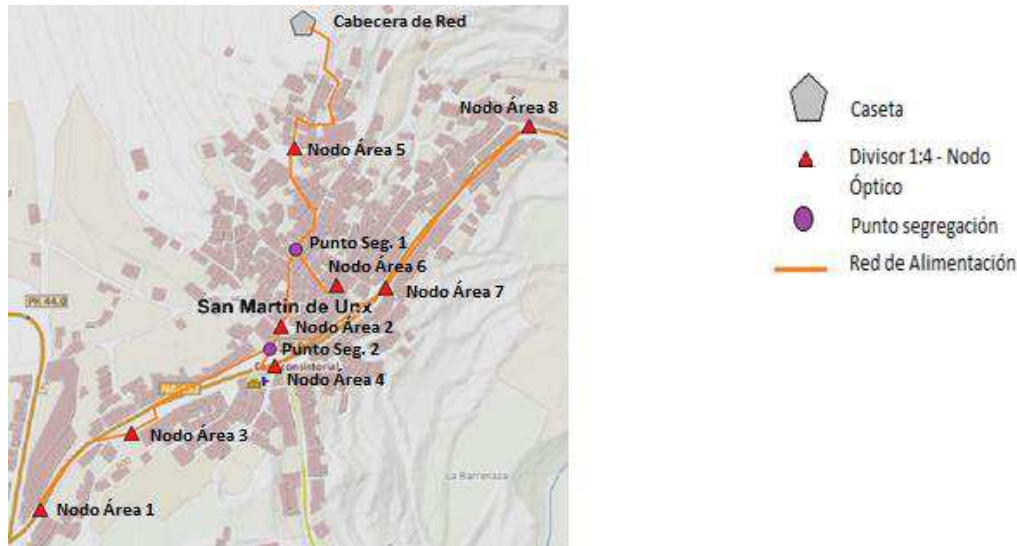 Cabecera de Red
Nodo Área 8
Nodo Área 5
Punto Seg. 1
Nodo Área 6
Nodo Área 7
San Martín de Unx
PK 44.0
Nodo Área 2
Punto Seg. 2
Nodo Área 4
Nodo Área 3
La Barreraza
Nodo Área 1
Caseta
Divisor 1:4 - Nodo
Óptico
Punto segregación
Red de Alimentación